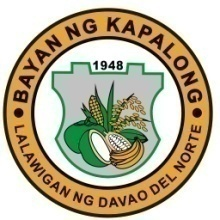 • BAYAN NG KAPALONG •
1948
LALAWIGAN NG DAVAO DEL NORTE